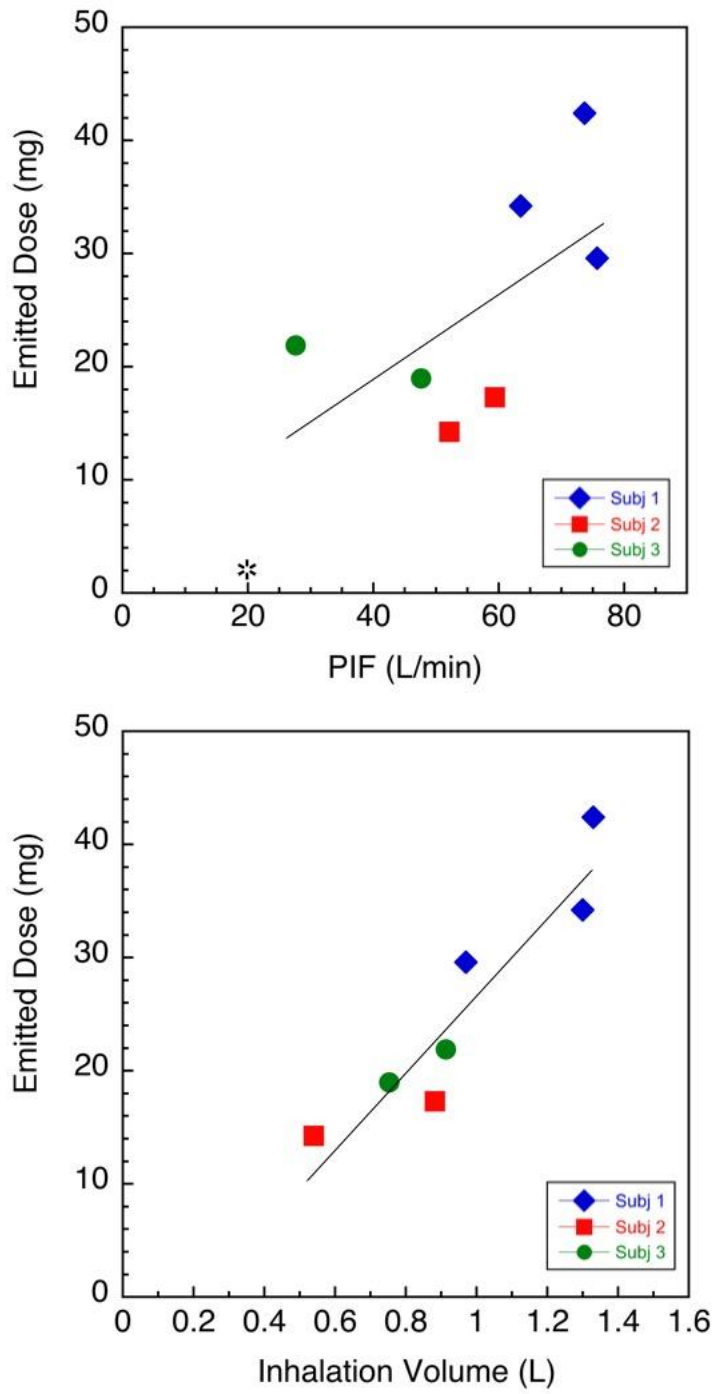 50
40
30
20
10
0
Emitted Dose (mg)
*
Subj 1
Subj 2
Subj 3
0 20 40 60 80
PIF (L/min)
50
40
30
20
10
0
Emitted Dose (mg)
Subj 1
Subj 2
Subj 3
0 0.2 0.4 0.6 0.8 1 1.2 1.4 1.6
Inhalation Volume (L)